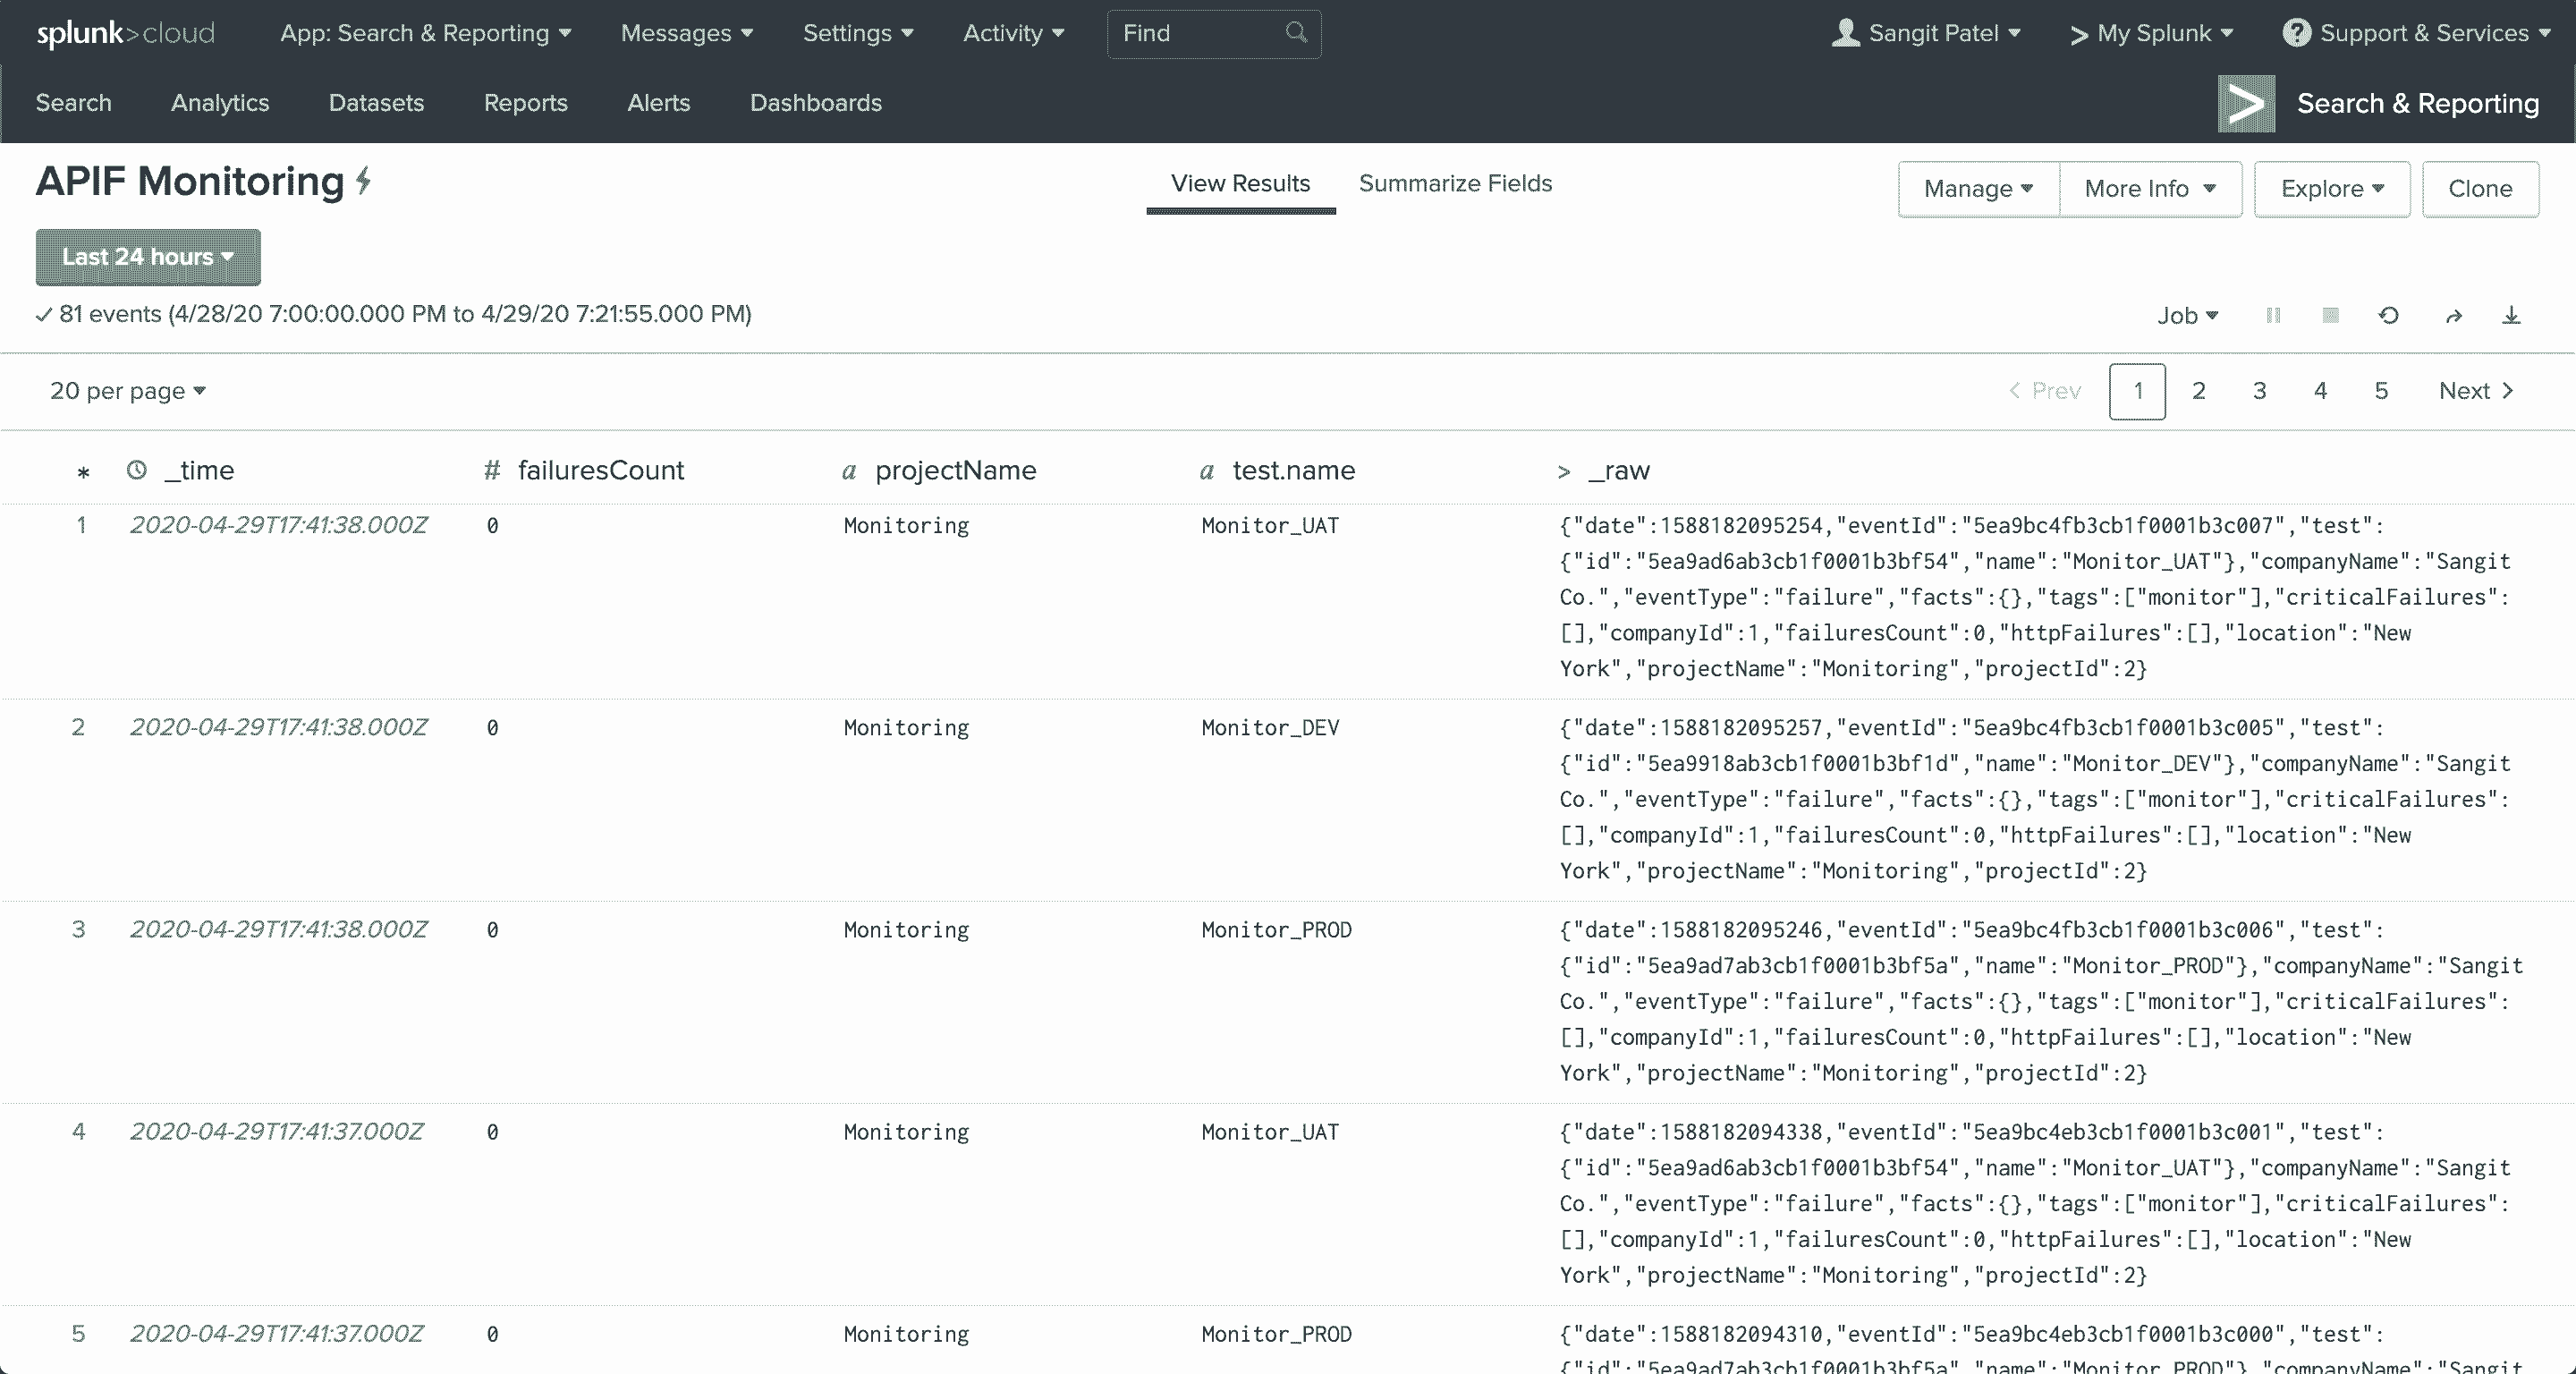 splunk>cloud App: Search & Reporting Messages Settings Activity Find Sangit Patel > My Splunk ? Support & Services
Search Analytics Datasets Reports Alerts Dashboards > Search & Reporting
APIF Monitoring View Results Summarize Fields Manage More Info Explore Clone
Last 24 hours
✓ 81 events (4/28/20 7:00:00.000 PM to 4/29/20 7:21:55.000 PM) Job
20 per page < Prev 1 2 3 4 5 Next >
* _time # failuresCount a projectName a test.name > _raw
1 2020-04-29T17:41:38.000Z 0 Monitoring Monitor_UAT {"date":1588182095254,"eventId":"5ea9bc4fb3cb1f0001b3c007","test":
{"id":"5ea9ad6ab3cb1f0001b3bf54","name":"Monitor_UAT"},"companyName":"Sangit
Co.","eventType":"failure","facts":{},"tags":["monitor"],"criticalFailures":
[],"companyId":1,"failuresCount":0,"httpFailures":[],"location":"New
York","projectName":"Monitoring","projectId":2}
2 2020-04-29T17:41:38.000Z 0 Monitoring Monitor_DEV {"date":1588182095257,"eventId":"5ea9bc4fb3cb1f0001b3c005","test":
{"id":"5ea9918ab3cb1f0001b3bf1d","name":"Monitor_DEV"},"companyName":"Sangit
Co.","eventType":"failure","facts":{},"tags":["monitor"],"criticalFailures":
[],"companyId":1,"failuresCount":0,"httpFailures":[],"location":"New
York","projectName":"Monitoring","projectId":2}
3 2020-04-29T17:41:38.000Z 0 Monitoring Monitor_PROD {"date":1588182095246,"eventId":"5ea9bc4fb3cb1f0001b3c006","test":
{"id":"5ea9ad7ab3cb1f0001b3bf5a","name":"Monitor_PROD"},"companyName":"Sangit
Co.","eventType":"failure","facts":{},"tags":["monitor"],"criticalFailures":
[],"companyId":1,"failuresCount":0,"httpFailures":[],"location":"New
York","projectName":"Monitoring","projectId":2}
4 2020-04-29T17:41:37.000Z 0 Monitoring Monitor_UAT {"date":1588182094338,"eventId":"5ea9bc4eb3cb1f0001b3c001","test":
{"id":"5ea9ad6ab3cb1f0001b3bf54","name":"Monitor_UAT"},"companyName":"Sangit
Co.","eventType":"failure","facts":{},"tags":["monitor"],"criticalFailures":
[],"companyId":1,"failuresCount":0,"httpFailures":[],"location":"New
York","projectName":"Monitoring","projectId":2}
5 2020-04-29T17:41:37.000Z 0 Monitoring Monitor_PROD {"date":1588182094310,"eventId":"5ea9bc4eb3cb1f0001b3c000","test":
{"id":"5ea9ad7ab3cb1f0001b3bf5a","name":"Monitor_PROD"},"companyName":"Sangit